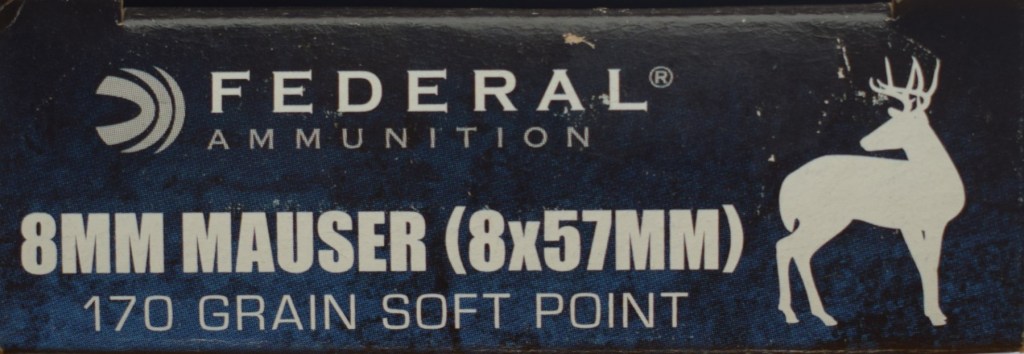 FEDERAL®
AMMUNITION
8MM MAUSER (8x57MM)
170 GRAIN SOFT POINT